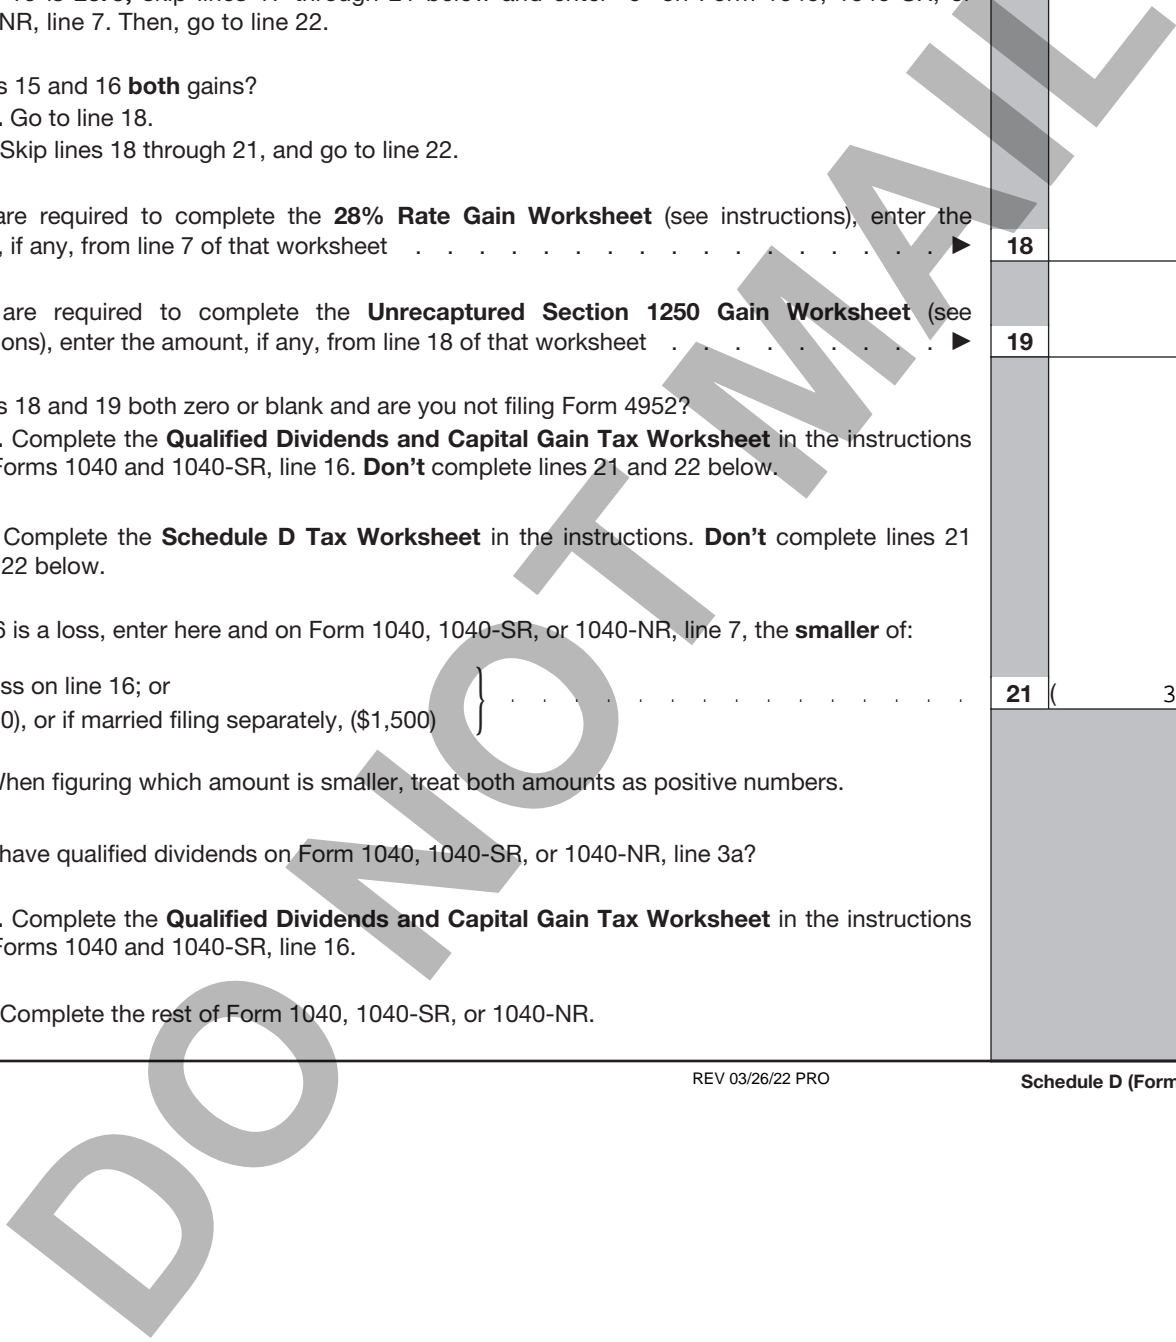 NR, line 7. Then, go to line 22.
s 15 and 16 both gains?
. Go to line 18.
Skip lines 18 through 21, and go to line 22.
are required to complete the 28% Rate Gain Worksheet (see instructions), enter the
, if any, from line 7 of that worksheet . . . . . . . . . . . . . . . . . ▶ 18
are required to complete the Unrecaptured Section 1250 Gain Worksheet (see
ons), enter the amount, if any, from line 18 of that worksheet . . . . . . . . . ▶ 19
s 18 and 19 both zero or blank and are you not filing Form 4952?
. Complete the Qualified Dividends and Capital Gain Tax Worksheet in the instructions
Forms 1040 and 1040-SR, line 16. Don't complete lines 21 and 22 below.
Complete the Schedule D Tax Worksheet in the instructions. Don't complete lines 21
22 below.
6 is a loss, enter here and on Form 1040, 1040-SR, or 1040-NR, line 7, the smaller of:
ss on line 16; or
0), or if married filing separately, ($1,500) } . . . . . . . . . . . . . . . 21 ( 3
When figuring which amount is smaller, treat both amounts as positive numbers.
have qualified dividends on Form 1040, 1040-SR, or 1040-NR, line 3a?
. Complete the Qualified Dividends and Capital Gain Tax Worksheet in the instructions
Forms 1040 and 1040-SR, line 16.
Complete the rest of Form 1040, 1040-SR, or 1040-NR.
REV 03/26/22 PRO Schedule D (Form
DO NOT MAIL